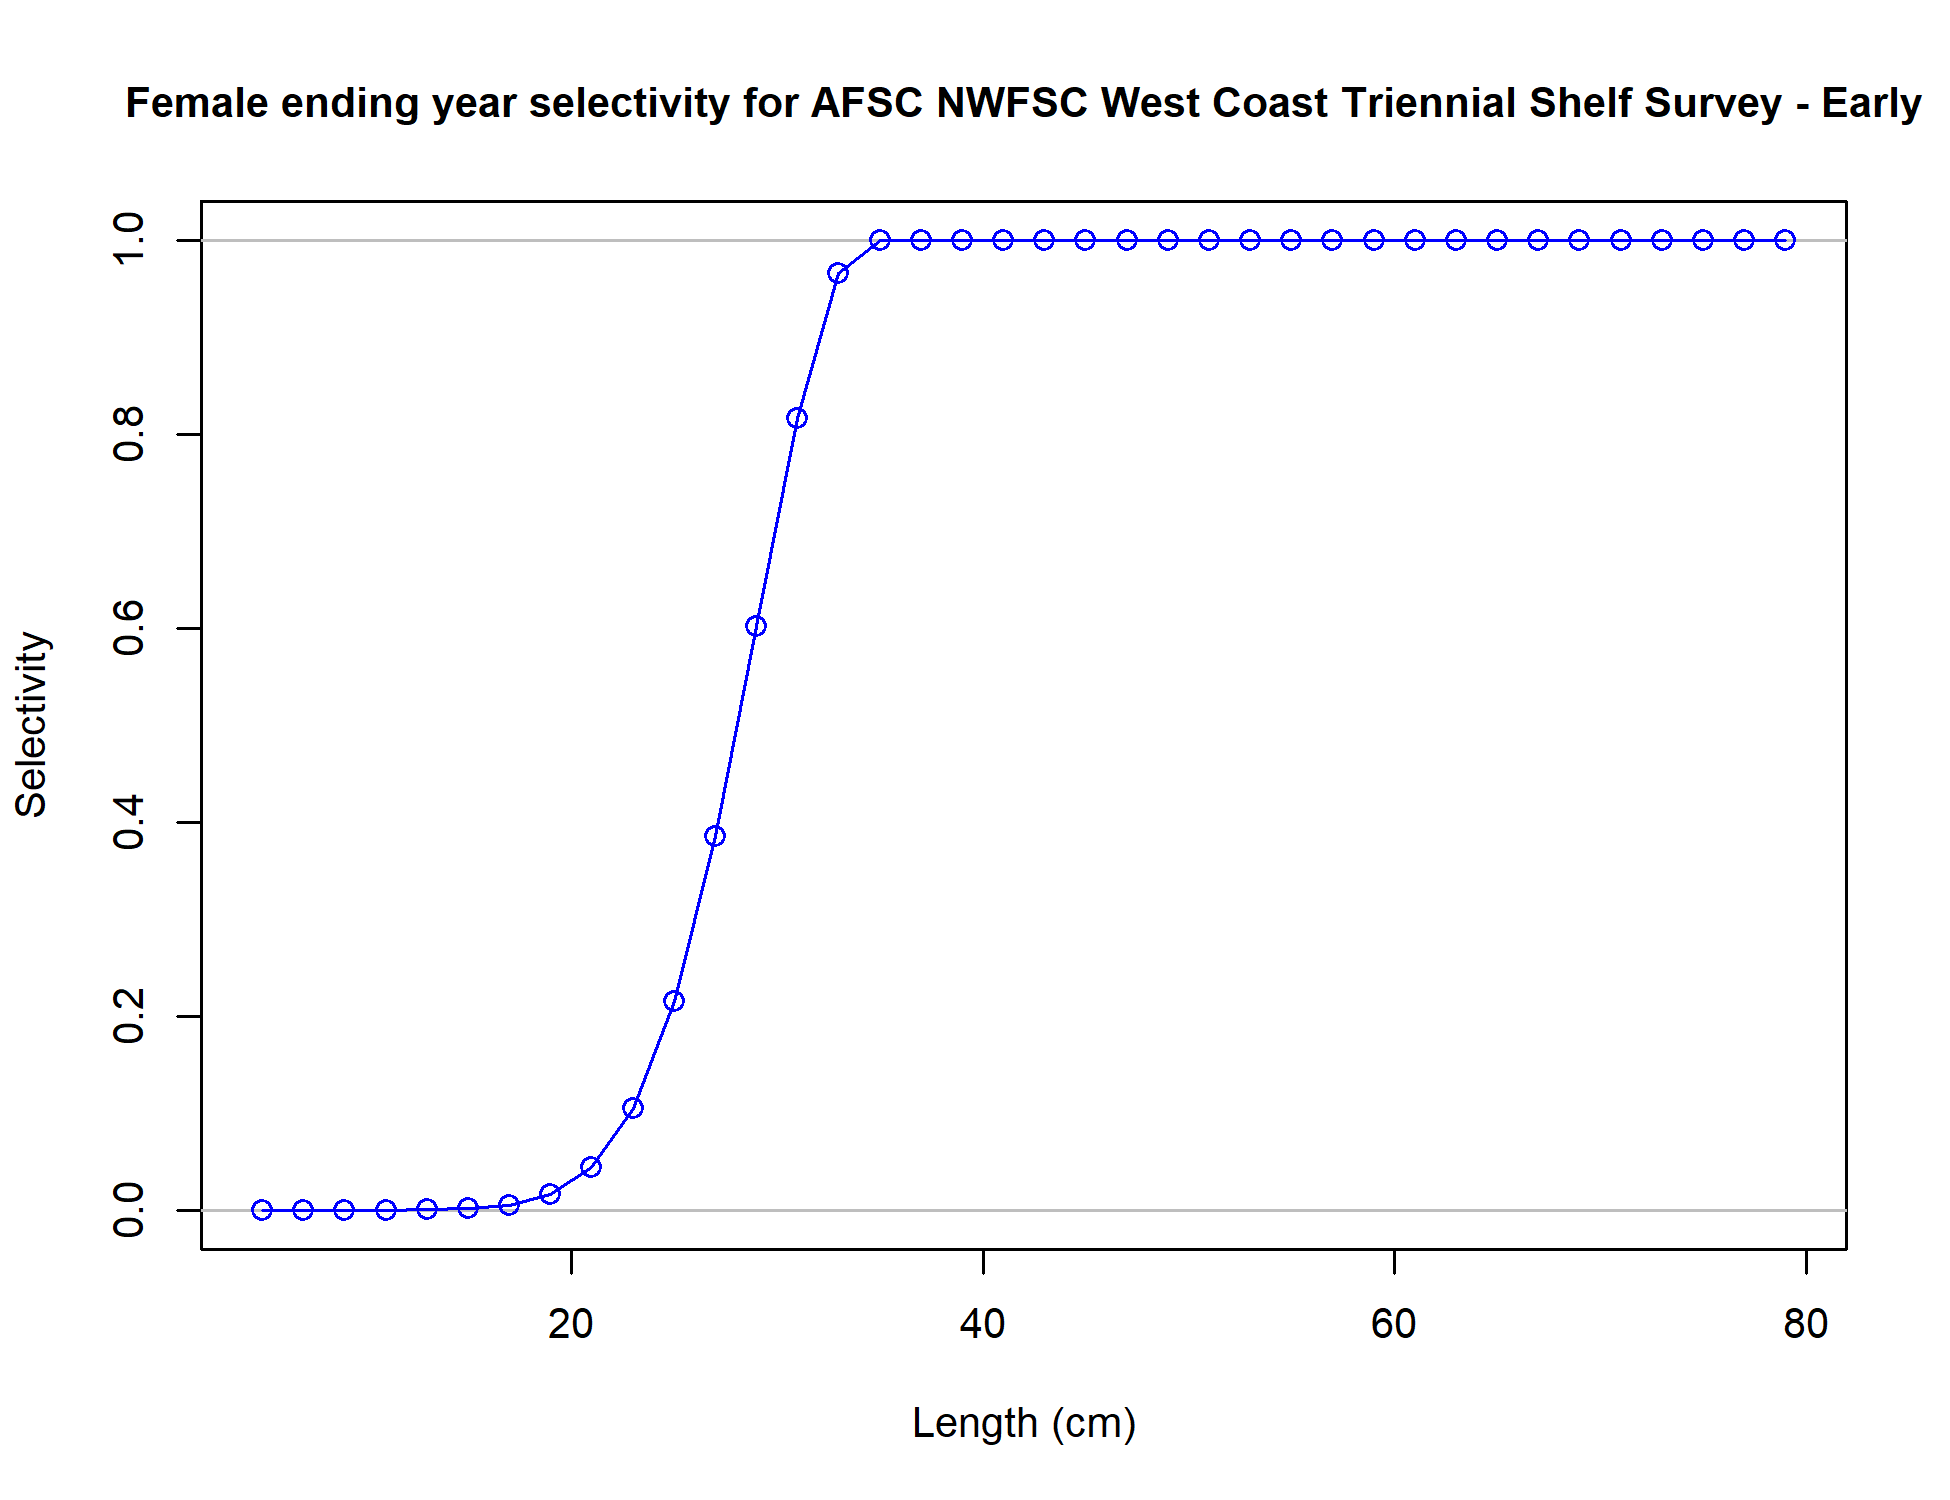 Female ending year selectivity for AFSC NWFSC West Coast Triennial Shelf Survey - Early
1.0
0.8
0.6
0.4
0.2
0.0
Selectivity
20 40 60 80
Length (cm)